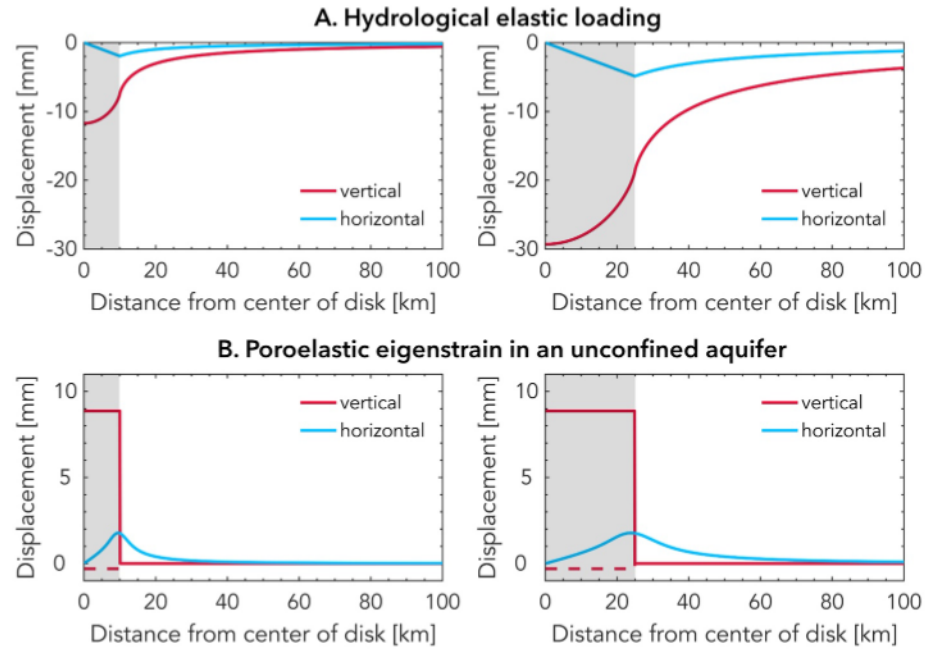 A. Hydrological elastic loading
Displacement [mm]
0
-10
-20
-30
vertical
horizontal
0 20 40 60 80 100
Distance from center of disk [km]
Displacement [mm]
0
-10
-20
-30
vertical
horizontal
0 20 40 60 80 100
Distance from center of disk [km]
B. Poroelastic eigenstrain in an unconfined aquifer
Displacement [mm]
10
5
0
vertical
horizontal
0 20 40 60 80 100
Distance from center of disk [km]
Displacement [mm]
10
5
0
vertical
horizontal
0 20 40 60 80 100
Distance from center of disk [km]